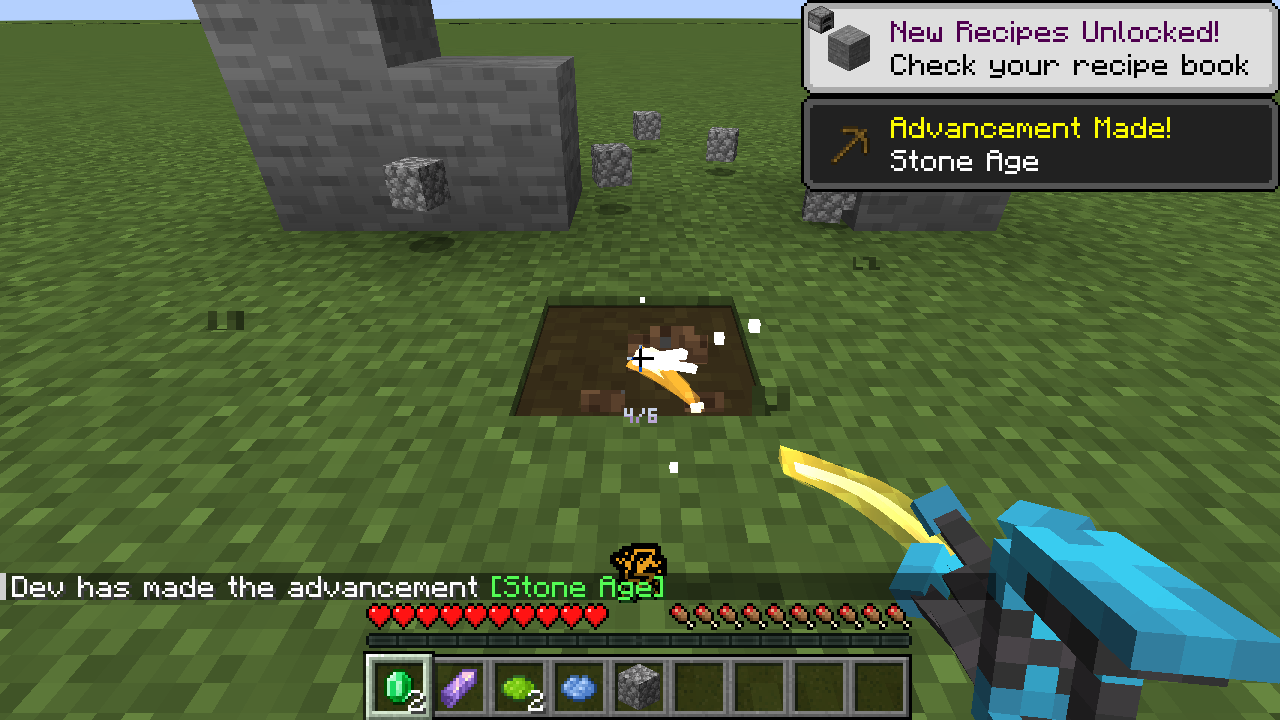 New Recipes Unlocked!
Check your recipe book
Advancement Made!
Stone Age
4/6
Dev has made the advancement [Stone Age]
2
2